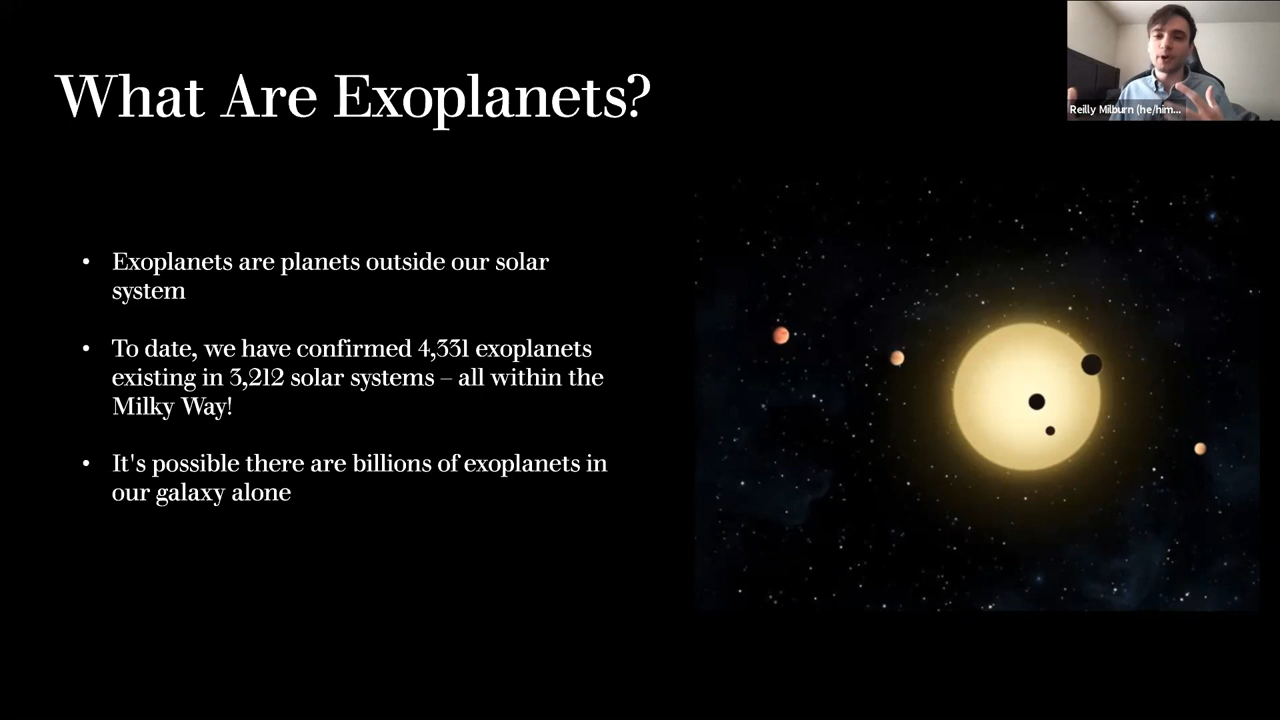 What Are Exoplanets?
Reilly Milburn (he/him...
• Exoplanets are planets outside our solar
system
• To date, we have confirmed 4,331 exoplanets
existing in 3,212 solar systems – all within the
Milky Way!
• It's possible there are billions of exoplanets in
our galaxy alone